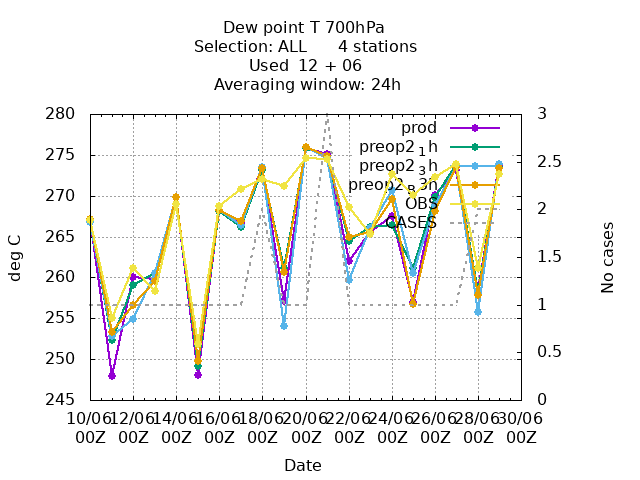 Dew point T 700hPa
Selection: ALL      4 stations
Used  12 + 06
Averaging window: 24h
280
275
270
265
260
255
250
245
deg C
3
2.5
2
1.5
1
0.5
0
No cases
prod
preop2_1h
preop2_3h
preop2_R3h
OBS
CASES
10/06 12/06 14/06 16/06 18/06 20/06 22/06 24/06 26/06 28/06 30/06
00Z 00Z 00Z 00Z 00Z 00Z 00Z 00Z 00Z 00Z 00Z
Date